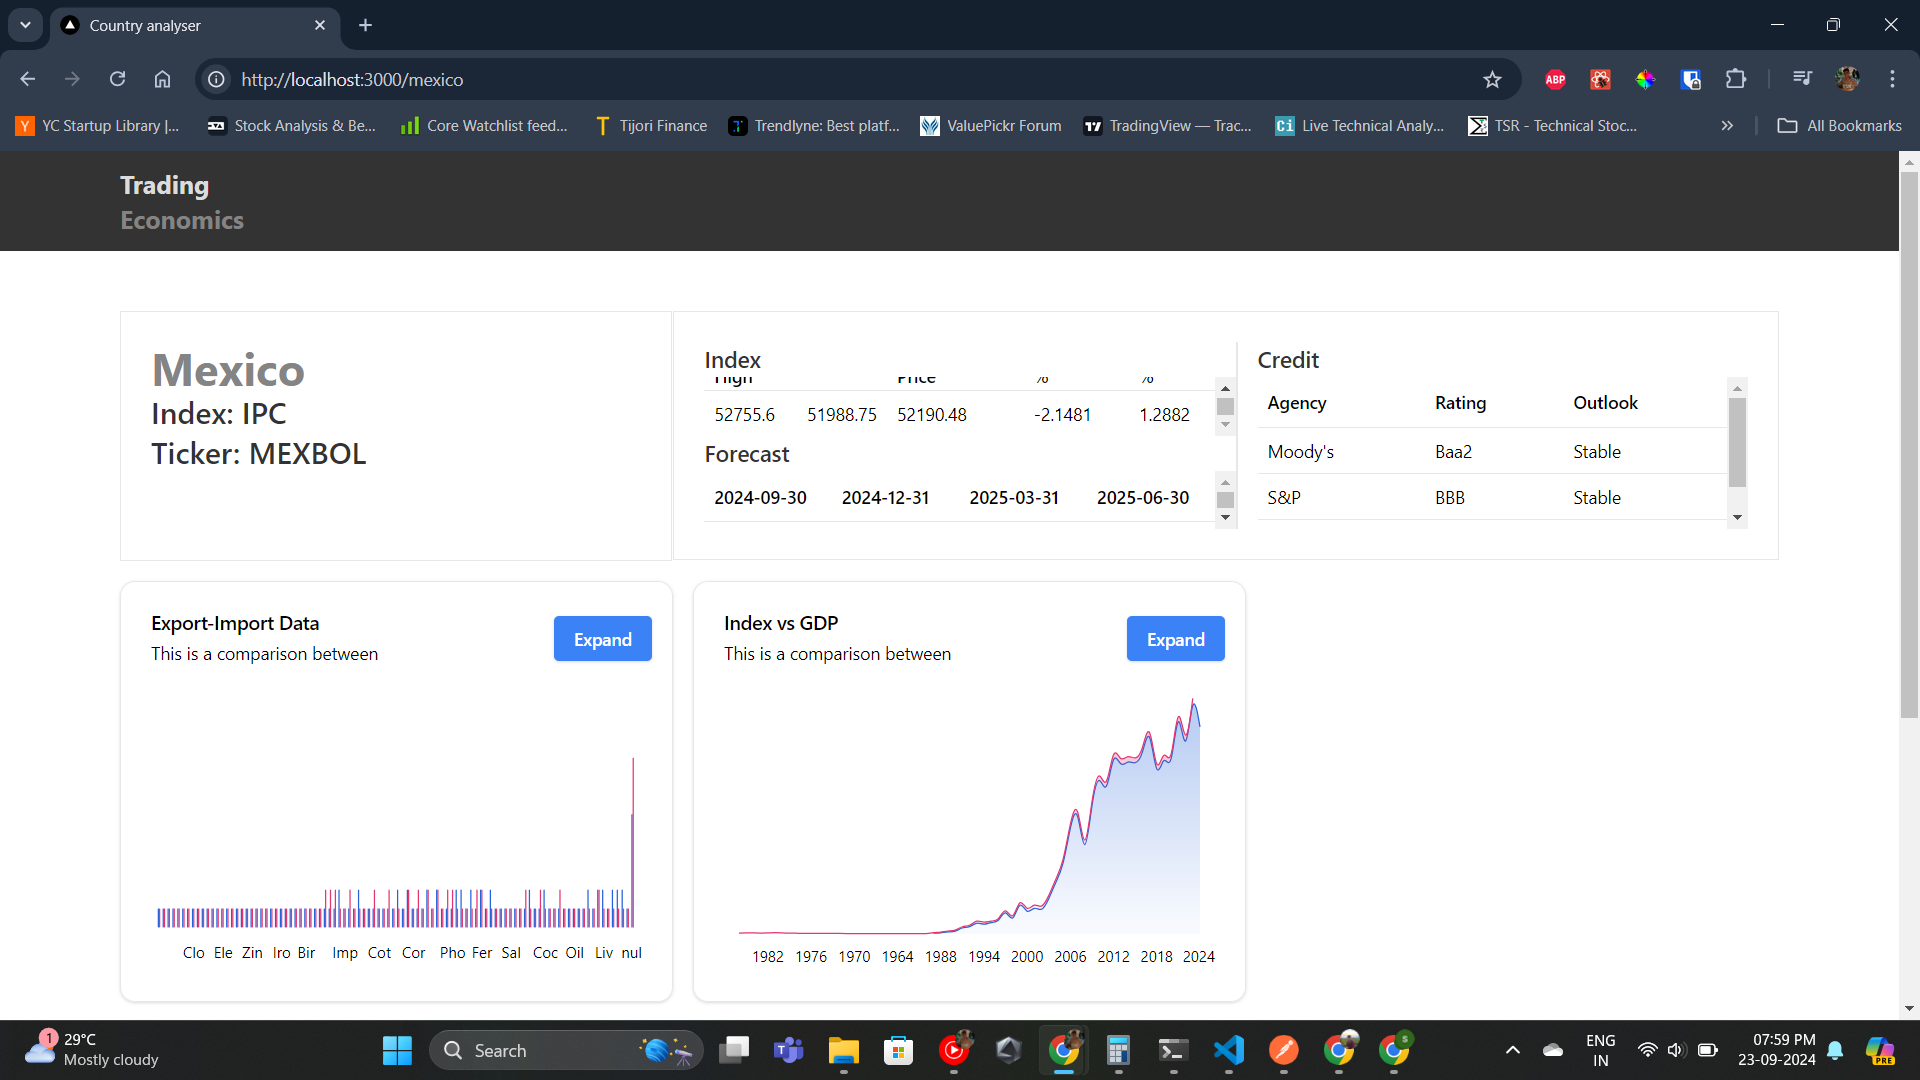 Country analyser
http://localhost:3000/mexico
ABP
YC Startup Library |...
Stock Analysis & Be...
Core Watchlist feed...
Tijori Finance
Trendlyne: Best platf...
ValuePickr Forum
TradingView — Trac...
Live Technical Analy...
TSR - Technical Stoc...
All Bookmarks
Trading
Economics
Mexico
Index: IPC
Ticker: MEXBOL
Index
High Price % %
52755.6 51988.75 52190.48 -2.1481 1.2882
Forecast
2024-09-30 2024-12-31 2025-03-31 2025-06-30
Credit
Agency Rating Outlook
Moody's Baa2 Stable
S&P BBB Stable
Export-Import Data
This is a comparison between
Expand
Clo Ele Zin Iro Bir Imp Cot Cor Pho Fer Sal Coc Oil Liv nul
Index vs GDP
This is a comparison between
Expand
1982 1976 1970 1964 1988 1994 2000 2006 2012 2018 2024
1
29°C
Mostly cloudy
Search
ENG
IN
07:59 PM
23-09-2024
PRE